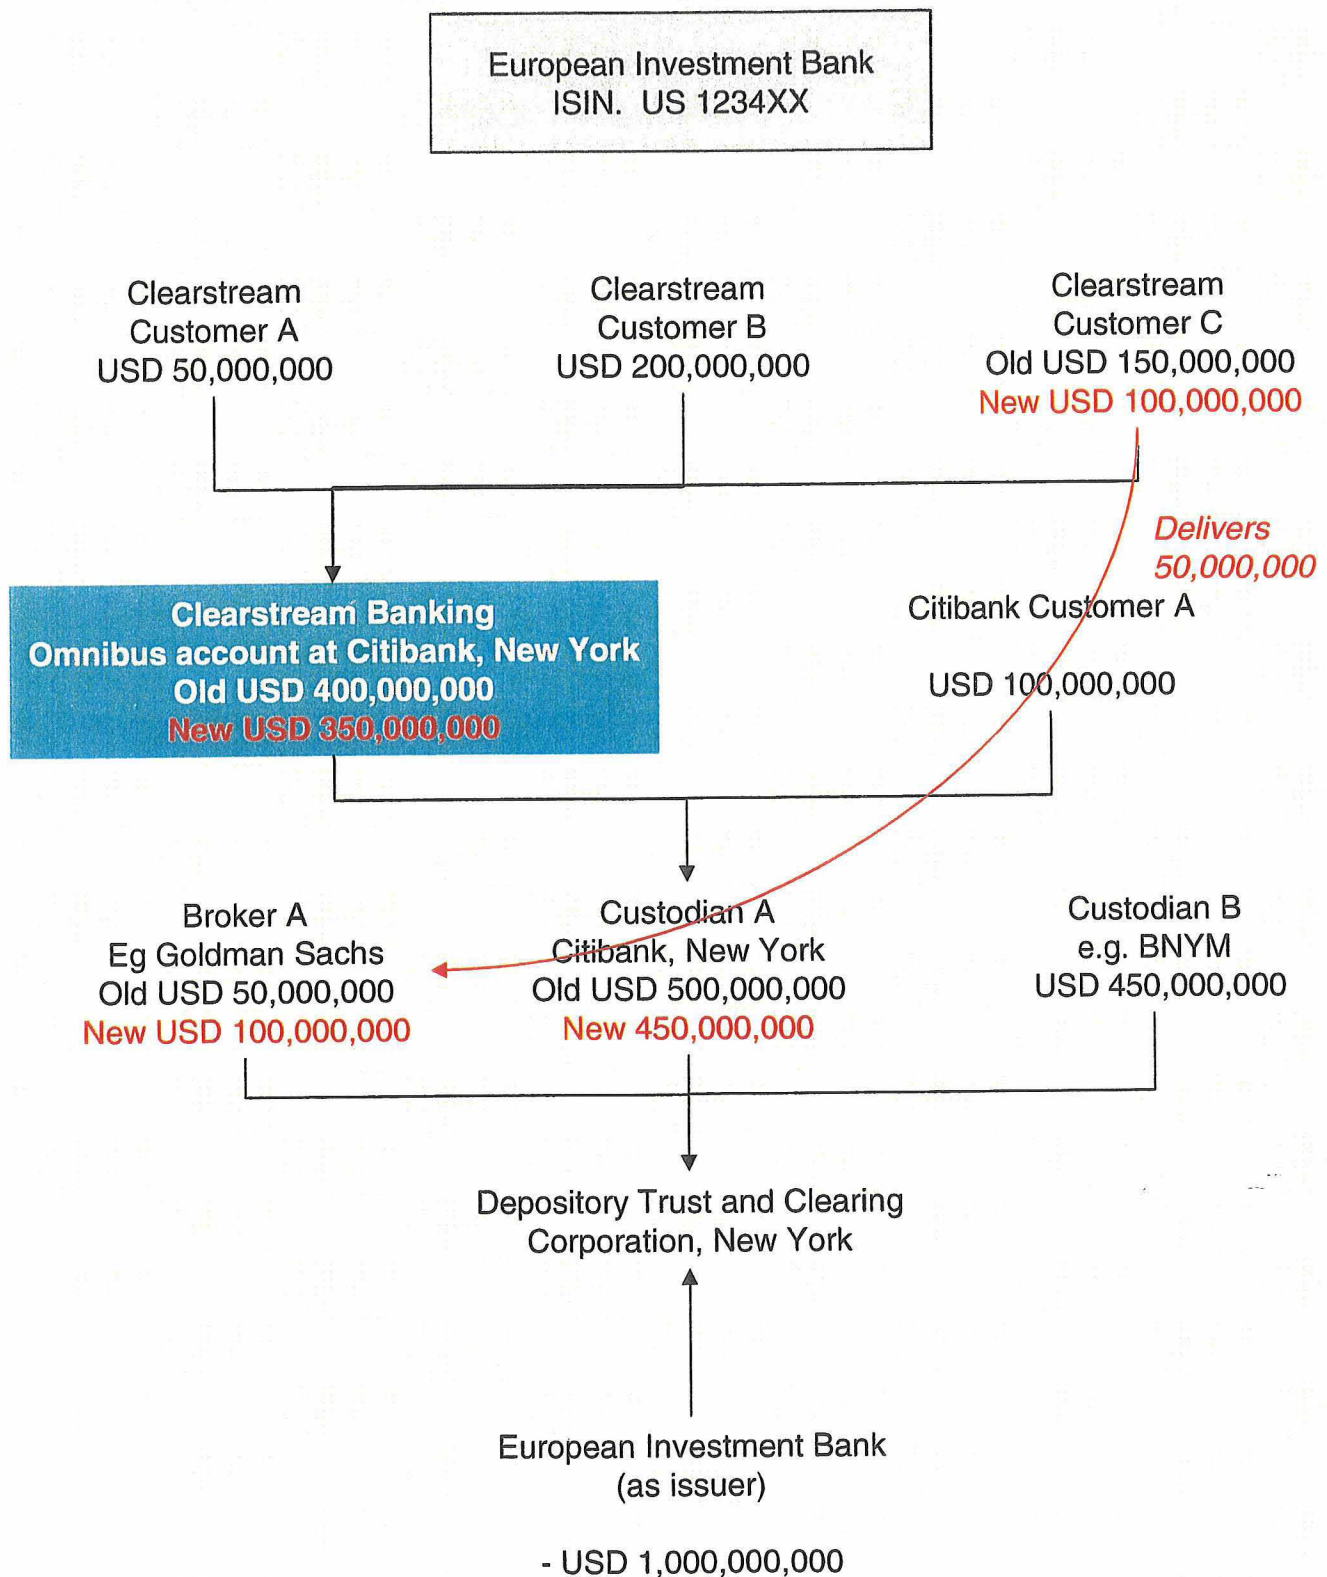 European Investment Bank
ISIN.  US 1234XX
Clearstream
Customer A
USD 50,000,000
Clearstream
Customer B
USD 200,000,000
Clearstream
Customer C
Old USD 150,000,000
New USD 100,000,000
Delivers
50,000,000
Clearstream Banking
Omnibus account at Citibank, New York
Old USD 400,000,000
New USD 350,000,000
Citibank Customer A
USD 100,000,000
Broker A
Eg Goldman Sachs
Old USD 50,000,000
New USD 100,000,000
Custodian A
Citibank, New York
Old USD 500,000,000
New 450,000,000
Custodian B
e.g. BNYM
USD 450,000,000
Depository Trust and Clearing
Corporation, New York
European Investment Bank
(as issuer)
- USD 1,000,000,000